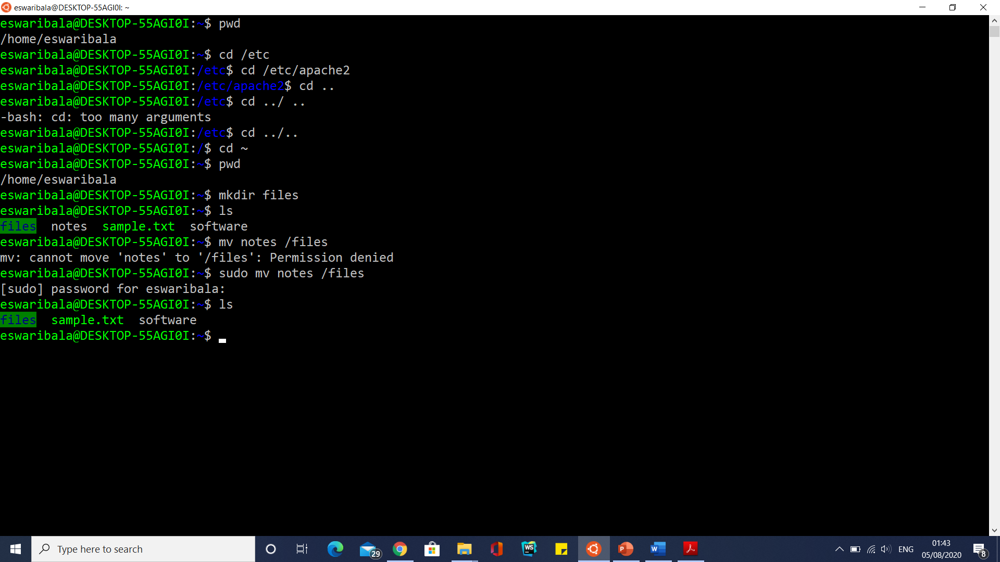 eswaribala@DESKTOP-55AGI0I: ~
eswaribala@DESKTOP-55AGI0I:~$ pwd
/home/eswaribala
eswaribala@DESKTOP-55AGI0I:~$ cd /etc
eswaribala@DESKTOP-55AGI0I:/etc$ cd /etc/apache2
eswaribala@DESKTOP-55AGI0I:/etc/apache2$ cd ..
eswaribala@DESKTOP-55AGI0I:/etc$ cd ../ ..
-bash: cd: too many arguments
eswaribala@DESKTOP-55AGI0I:/etc$ cd ../..
eswaribala@DESKTOP-55AGI0I:/$ cd ~
eswaribala@DESKTOP-55AGI0I:~$ pwd
/home/eswaribala
eswaribala@DESKTOP-55AGI0I:~$ mkdir files
eswaribala@DESKTOP-55AGI0I:~$ ls
files  notes  sample.txt  software
eswaribala@DESKTOP-55AGI0I:~$ mv notes /files
mv: cannot move 'notes' to '/files': Permission denied
eswaribala@DESKTOP-55AGI0I:~$ sudo mv notes /files
[sudo] password for eswaribala:
eswaribala@DESKTOP-55AGI0I:~$ ls
files  sample.txt  software
eswaribala@DESKTOP-55AGI0I:~$
Type here to search
29
WS
P
W
ENG
01:43
05/08/2020
8